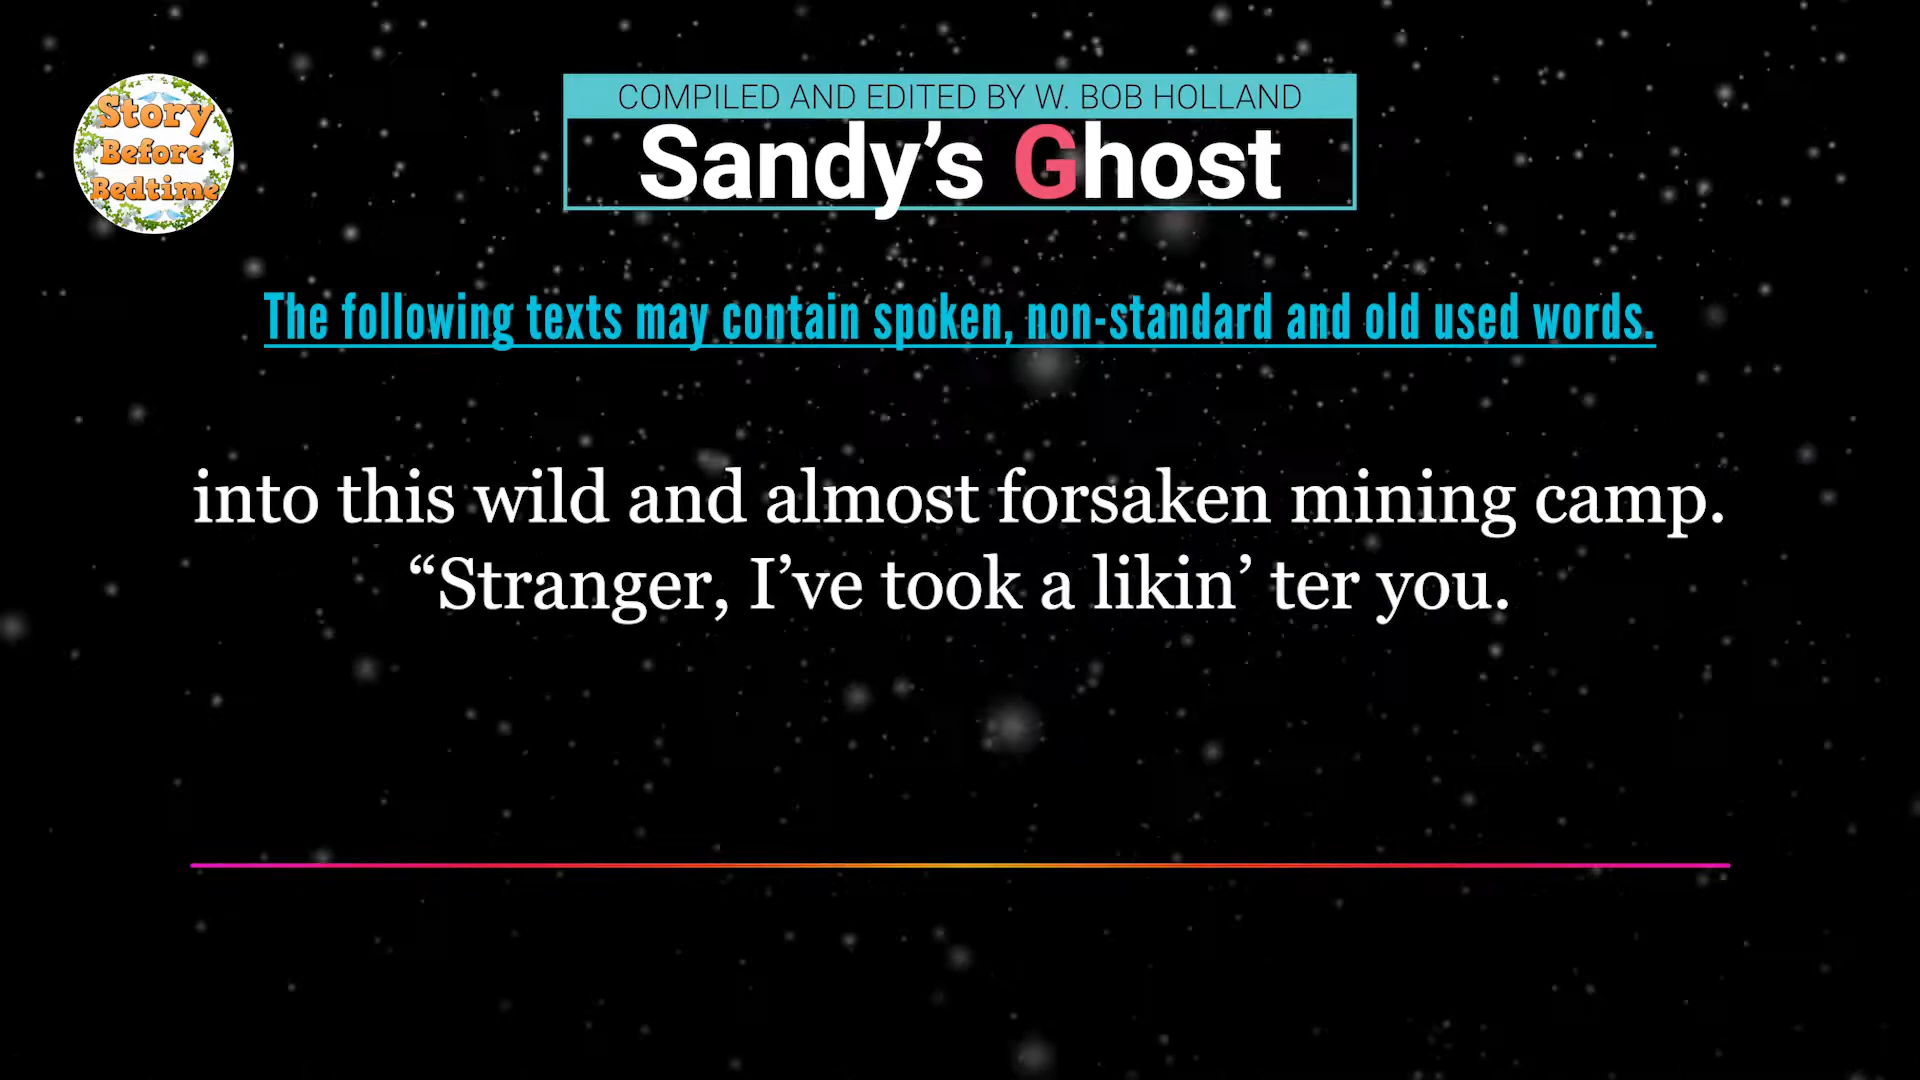 Story
Before
Bedtime
COMPILED AND EDITED BY W. BOB HOLLAND
Sandy’s Ghost
The following texts may contain spoken, non-standard and old used words.
into this wild and almost forsaken mining camp.
“Stranger, I’ve took a likin’ ter you.